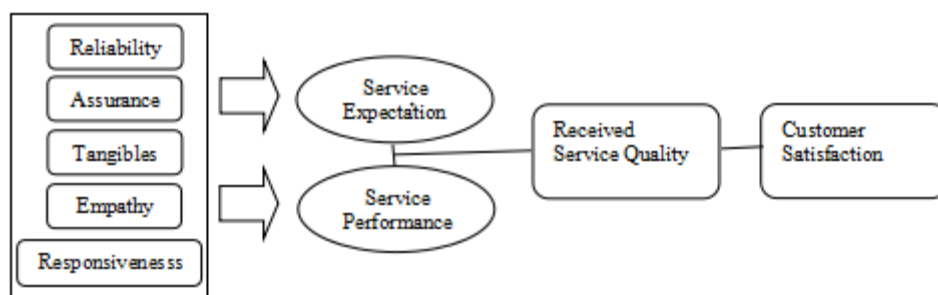 Reliability
Assurance
Tangibles
Empathy
Responsivenesss
Service
Expectation
Service
Performance
Received
Service Quality
Customer
Satisfaction